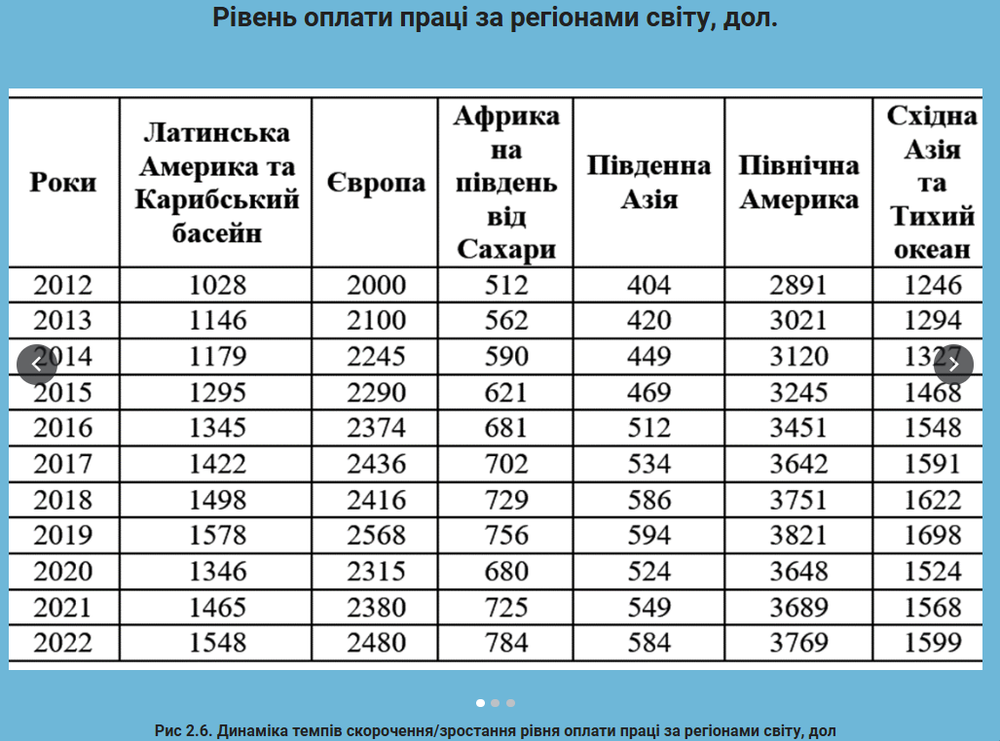 Рівень оплати праці за регіонами світу, дол.
Роки
Латинська
Америка та
Карибський
басейн
Європа
Африка
на
південь
від
Сахари
Південна
Азія
Північна
Америка
Східна
Азія
та
Тихий
океан
2012 1028 2000 512 404 2891 1246
2013 1146 2100 562 420 3021 1294
2014 1179 2245 590 449 3120 1327
2015 1295 2290 621 469 3245 1468
2016 1345 2374 681 512 3451 1548
2017 1422 2436 702 534 3642 1591
2018 1498 2416 729 586 3751 1622
2019 1578 2568 756 594 3821 1698
2020 1346 2315 680 524 3648 1524
2021 1465 2380 725 549 3689 1568
2022 1548 2480 784 584 3769 1599
Рис 2.6. Динаміка темпів скорочення/зростання рівня оплати праці за регіонами світу, дол